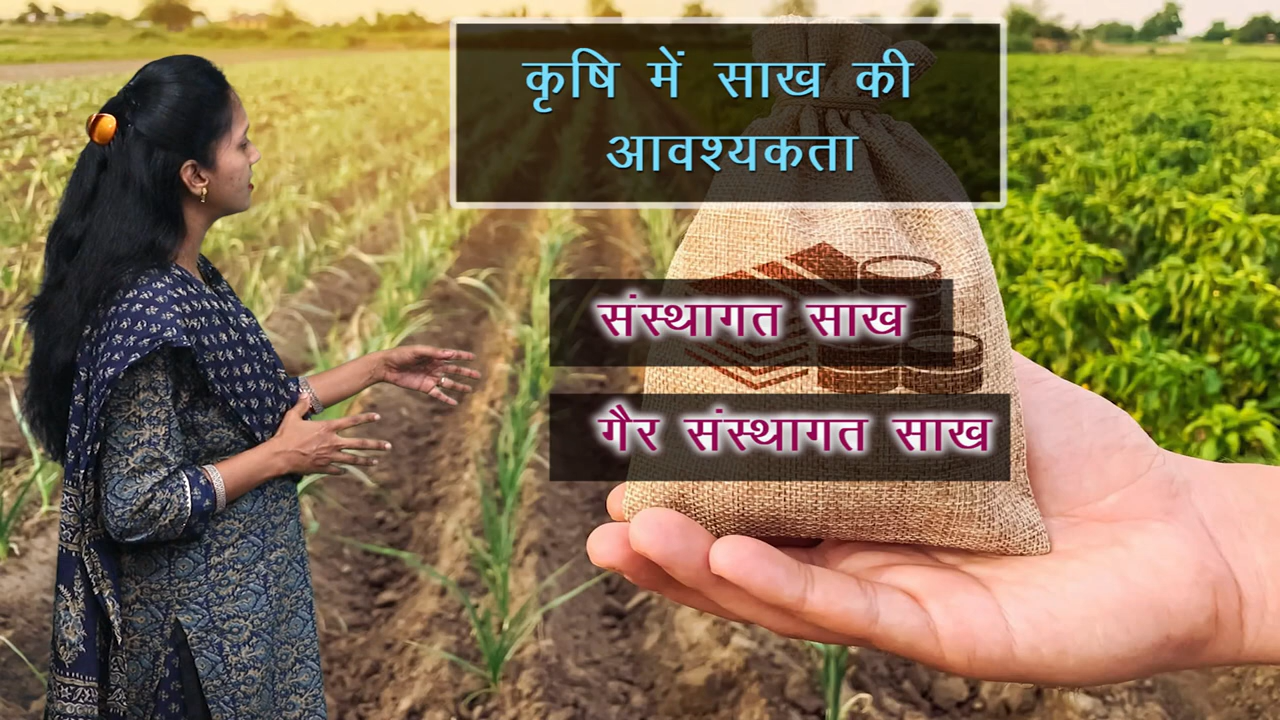 कृषि में साख की
आवश्यकता
संस्थागत साख
गैर संस्थागत साख